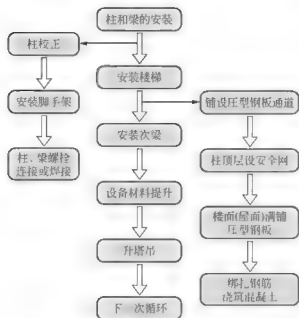 柱和梁的安装
柱校正
安装楼梯
安装脚手架
铺设压型钢板通道
安装次梁
柱、梁螺栓
连接或焊接
柱顶层设安全网
设备材料提升
楼面(屋面)满铺
压型钢板
升塔吊
绑扎钢筋
浇筑混凝土
下一次循环